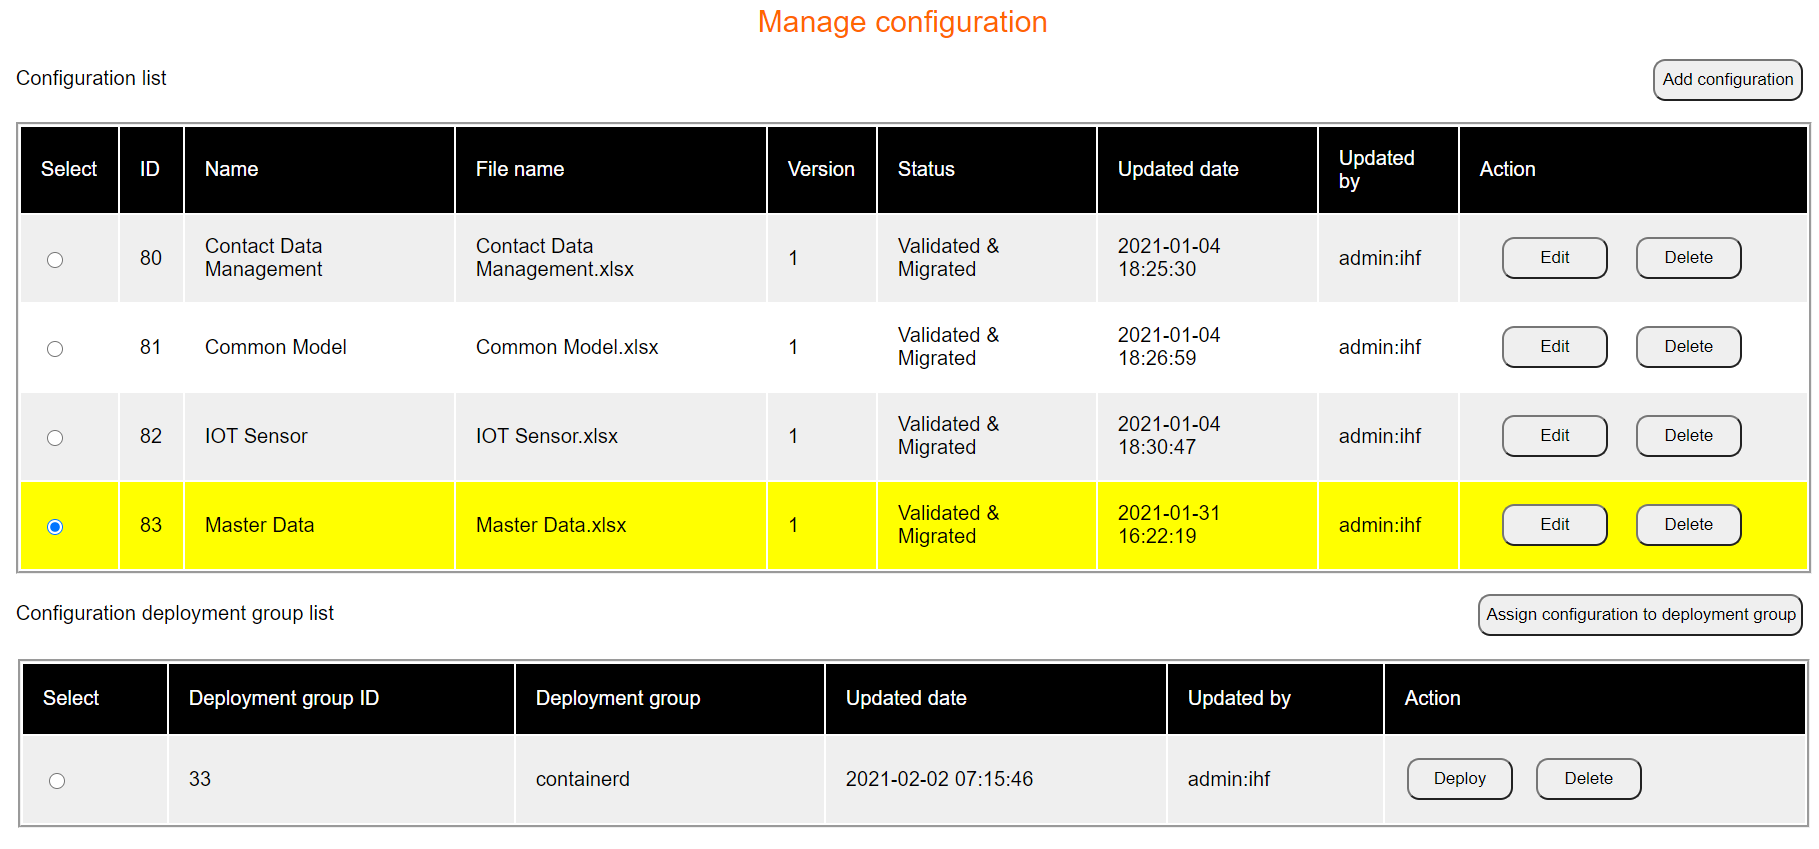 Manage configuration
Configuration list
Add configuration
Select ID Name File name Version Status Updated date Updated by Action
80 Contact Data Management Contact Data Management.xlsx 1 Validated & Migrated 2021-01-04 18:25:30 admin:ihf Edit Delete
81 Common Model Common Model.xlsx 1 Validated & Migrated 2021-01-04 18:26:59 admin:ihf Edit Delete
82 IOT Sensor IOT Sensor.xlsx 1 Validated & Migrated 2021-01-04 18:30:47 admin:ihf Edit Delete
83 Master Data Master Data.xlsx 1 Validated & Migrated 2021-01-31 16:22:19 admin:ihf Edit Delete
Configuration deployment group list
Assign configuration to deployment group
Select Deployment group ID Deployment group Updated date Updated by Action
33 containerd 2021-02-02 07:15:46 admin:ihf Deploy Delete